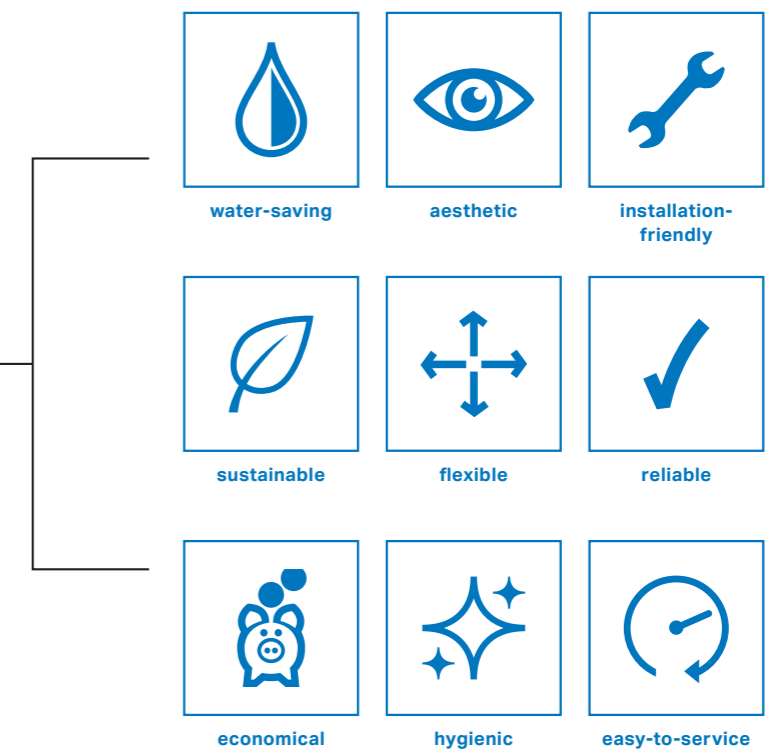 water-saving
aesthetic
installation-
friendly
sustainable
flexible
reliable
economical
hygienic
easy-to-service